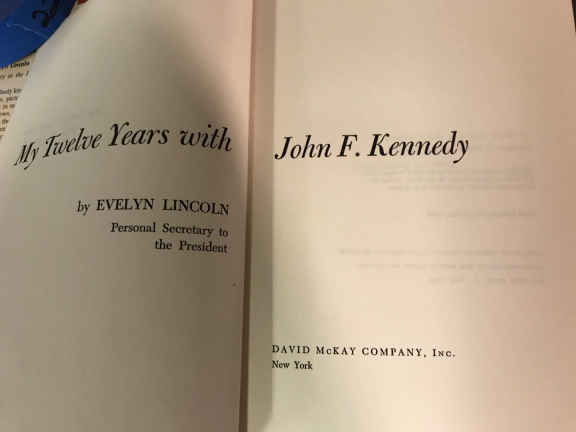 My Twelve Years with John F. Kennedy
by EVELYN LINCOLN
Personal Secretary to
the President
DAVID McKAY COMPANY, INC.
New York